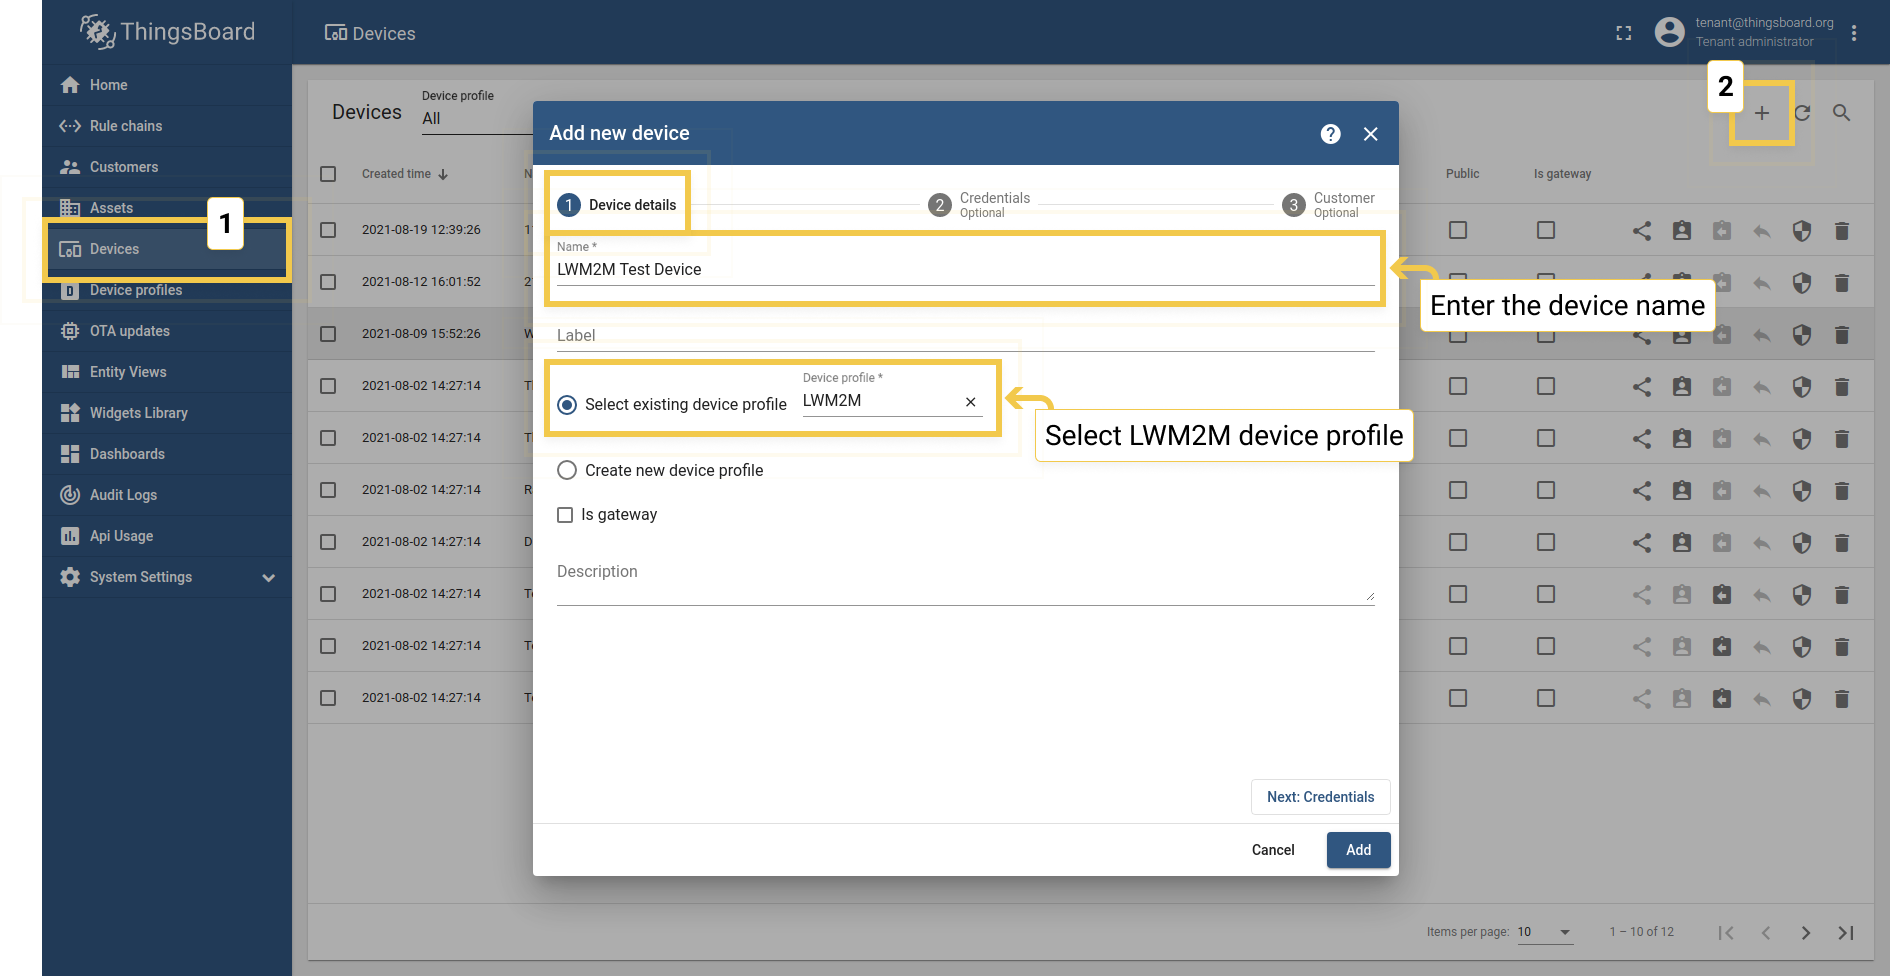 ThingsBoard
Devices
tenant@thingsboard.org
Tenant administrator
Home
Rule chains
Customers
Assets
1
Devices
Device profiles
OTA updates
Entity Views
Widgets Library
Dashboards
Audit Logs
Api Usage
System Settings
2
Devices
Device profile
All
Created time
Public
Is gateway
2021-08-19 12:39:26
2021-08-12 16:01:52
2021-08-09 15:52:26
2021-08-02 14:27:14
2021-08-02 14:27:14
2021-08-02 14:27:14
2021-08-02 14:27:14
2021-08-02 14:27:14
2021-08-02 14:27:14
2021-08-02 14:27:14
Add new device
1 Device details
2 Credentials
Optional
3 Customer
Optional
Name *
LWM2M Test Device
Enter the device name
Label
Select existing device profile
Device profile *
LWM2M
Select LWM2M device profile
Create new device profile
Is gateway
Description
Next: Credentials
Cancel
Add
Items per page: 10
1 – 10 of 12